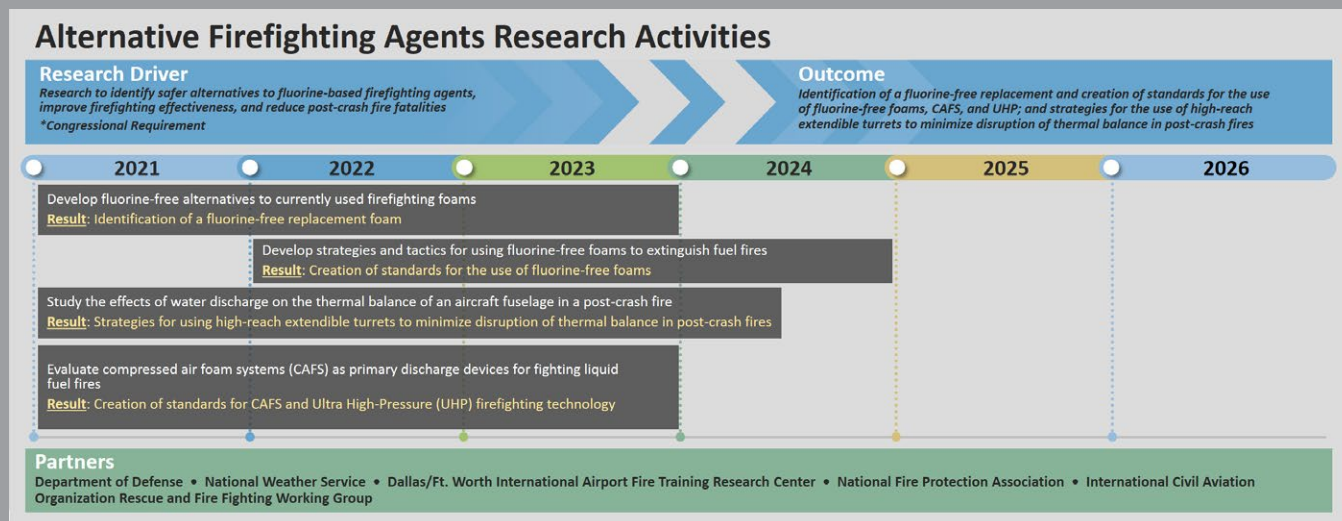 Alternative Firefighting Agents Research Activities
Research Driver
Research to identify safer alternatives to fluorine-based firefighting agents,
improve firefighting effectiveness, and reduce post-crash fire fatalities
*Congressional Requirement
Outcome
Identification of a fluorine-free replacement and creation of standards for the use
of fluorine-free foams, CAFS, and UHP; and strategies for the use of high-reach
extendible turrets to minimize disruption of thermal balance in post-crash fires
2021 2022 2023 2024 2025 2026
Develop fluorine-free alternatives to currently used firefighting foams
Result: Identification of a fluorine-free replacement foam
Develop strategies and tactics for using fluorine-free foams to extinguish fuel fires
Result: Creation of standards for the use of fluorine-free foams
Study the effects of water discharge on the thermal balance of an aircraft fuselage in a post-crash fire
Result: Strategies for using high-reach extendible turrets to minimize disruption of thermal balance in post-crash fires
Evaluate compressed air foam systems (CAFS) as primary discharge devices for fighting liquid
fuel fires
Result: Creation of standards for CAFS and Ultra High-Pressure (UHP) firefighting technology
Partners
Department of Defense • National Weather Service • Dallas/Ft. Worth International Airport Fire Training Research Center • National Fire Protection Association • International Civil Aviation
Organization Rescue and Fire Fighting Working Group